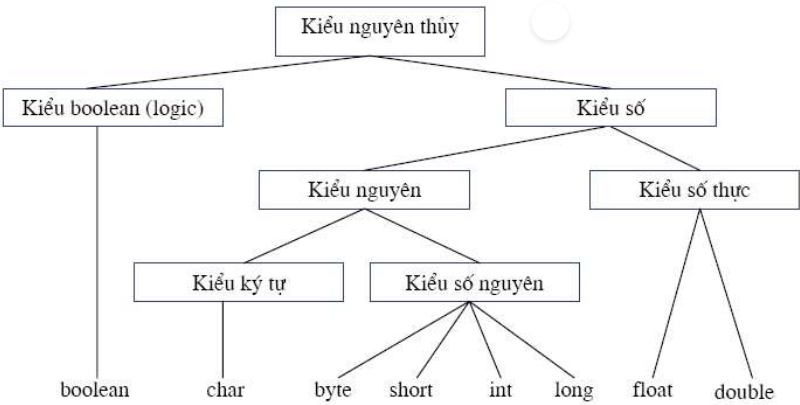 Kiểu nguyên thủy
Kiểu boolean (logic)
Kiểu số
Kiểu nguyên
Kiểu số thực
Kiểu ký tự
Kiểu số nguyên
boolean
char
byte
short
int
long
float
double